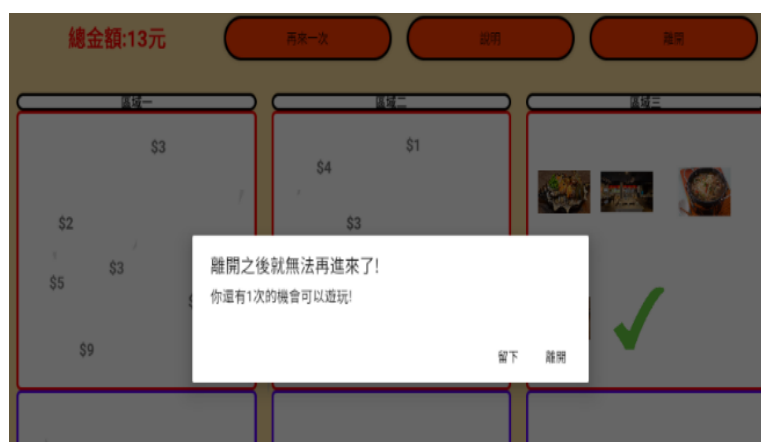 總金額:13元
再來一次
說明
離開
區域一
區域二
區域三
$3
$1
$4
$2
$3
$3
$5
$9
離開之後就無法再進來了!
你還有1次的機會可以遊玩!
留下
離開